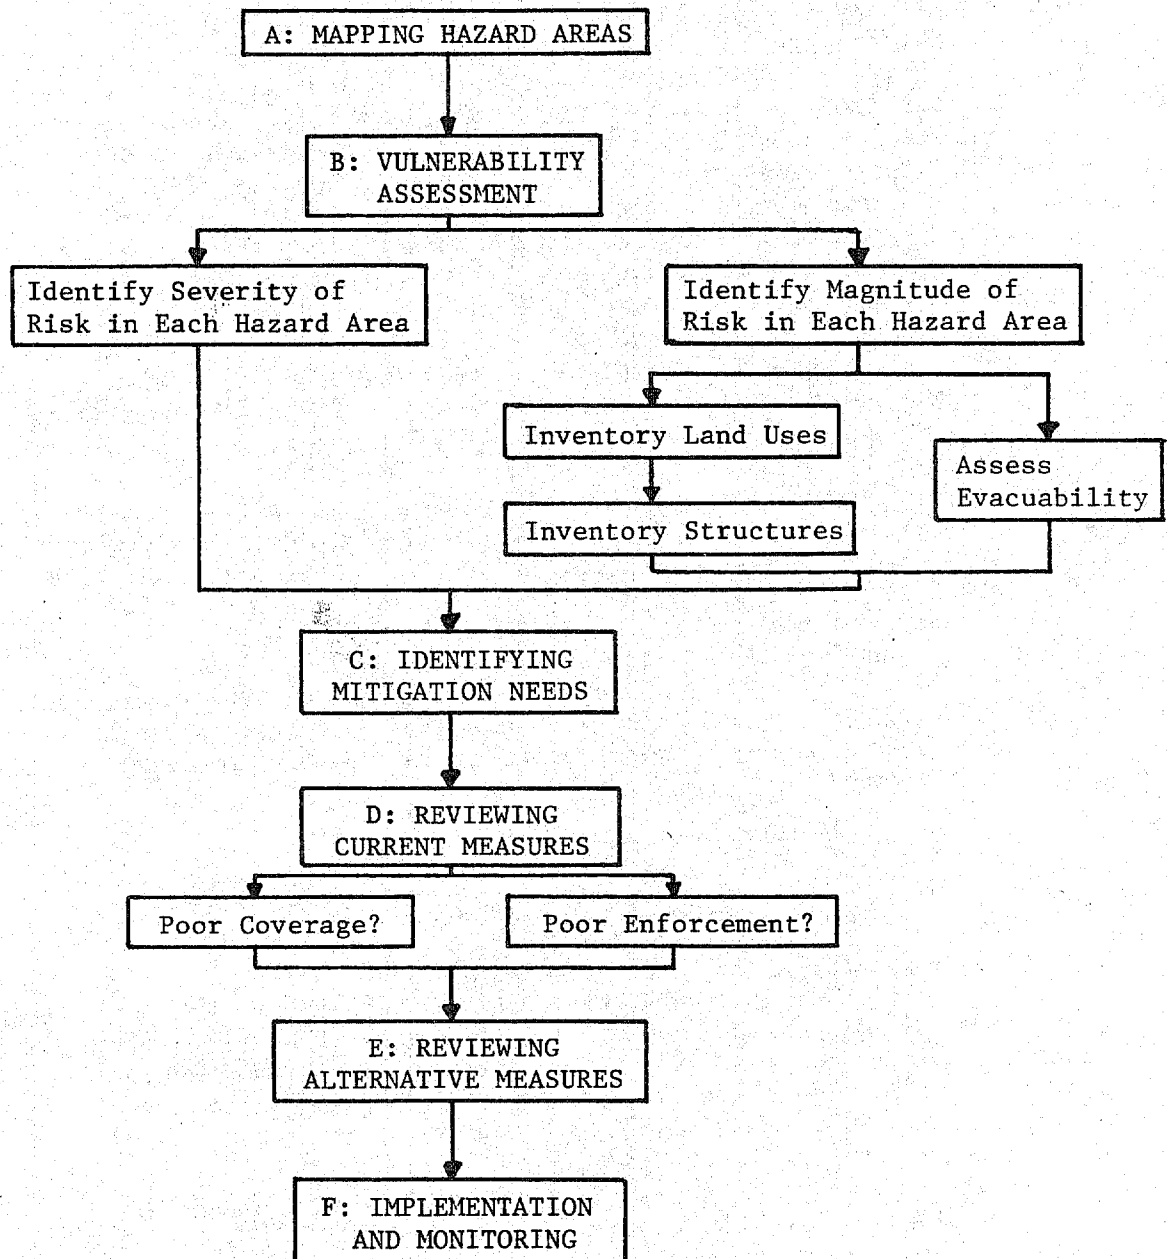 A: MAPPING HAZARD AREAS
B: VULNERABILITY
ASSESSMENT
Identify Severity of
Risk in Each Hazard Area
Identify Magnitude of
Risk in Each Hazard Area
Inventory Land Uses
Assess
Evacuability
Inventory Structures
C: IDENTIFYING
MITIGATION NEEDS
D: REVIEWING
CURRENT MEASURES
Poor Coverage?
Poor Enforcement?
E: REVIEWING
ALTERNATIVE MEASURES
F: IMPLEMENTATION
AND MONITORING